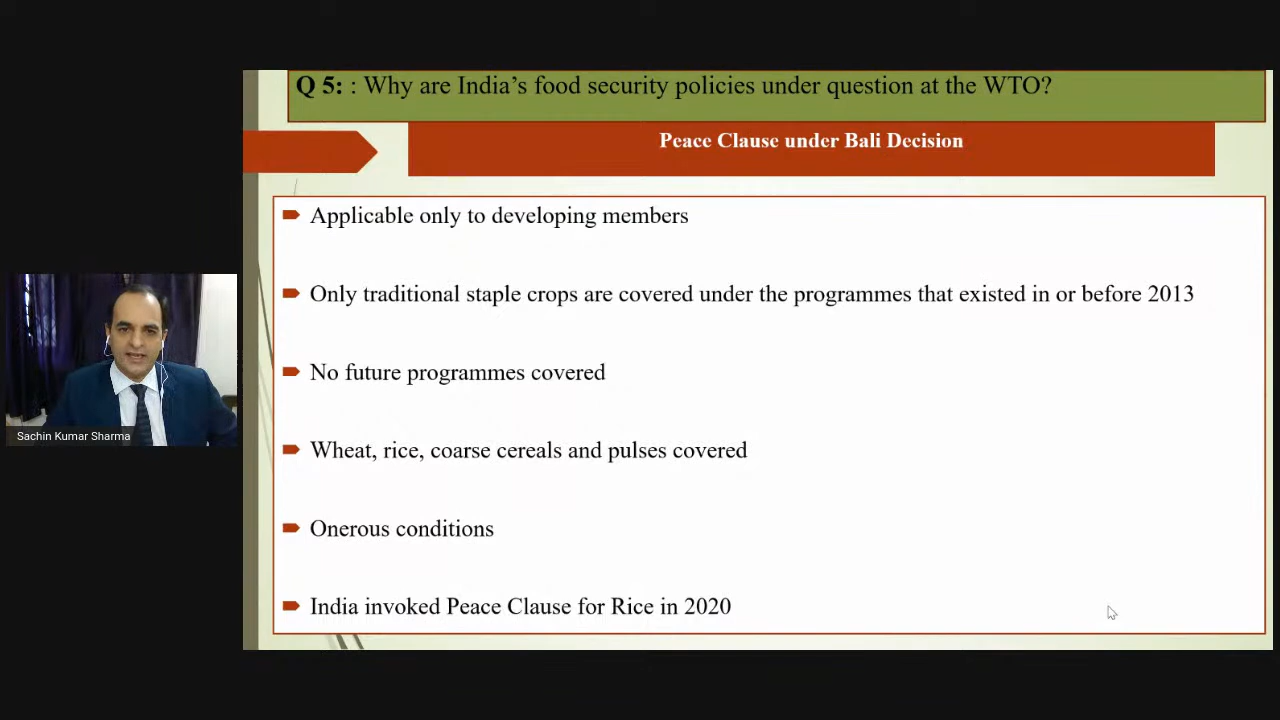 Q 5: : Why are India's food security policies under question at the WTO?
Peace Clause under Bali Decision
Applicable only to developing members
Only traditional staple crops are covered under the programmes that existed in or before 2013
No future programmes covered
Wheat, rice, coarse cereals and pulses covered
Sachin Kumar Sharma
Onerous conditions
India invoked Peace Clause for Rice in 2020